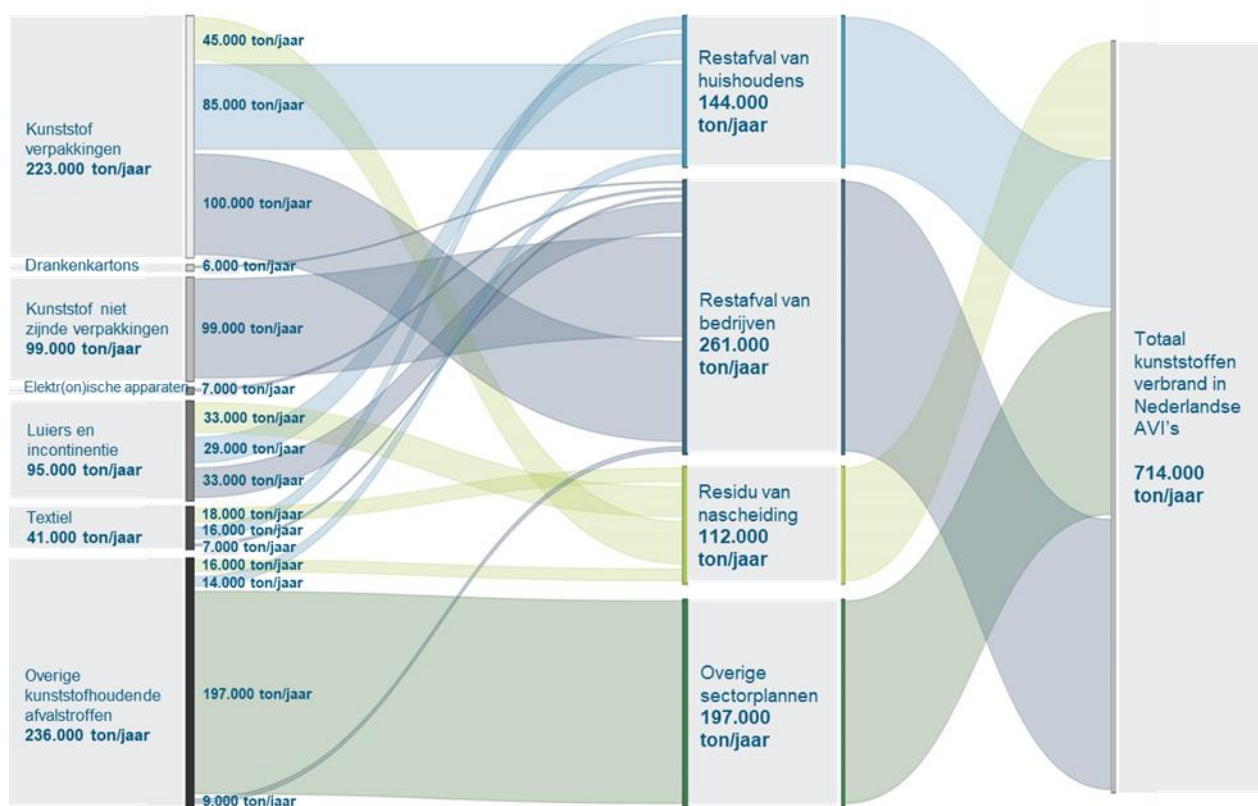 Kunststof
verpakkingen
223.000 ton/jaar
Drankenkartons
Kunststof niet
zijnde verpakkingen
99.000 ton/jaar
Elektr(on)ische apparaten
Luiers en
incontinentie
95.000 ton/jaar
Textiel
41.000 ton/jaar
Overige
kunststofhoudende
afvalstroffen
236.000 ton/jaar
45.000 ton/jaar
85.000 ton/jaar
100.000 ton/jaar
6.000 ton/jaar
99.000 ton/jaar
7.000 ton/jaar
33.000 ton/jaar
29.000 ton/jaar
33.000 ton/jaar
18.000 ton/jaar
16.000 ton/jaar
7.000 ton/jaar
16.000 ton/jaar
14.000 ton/jaar
197.000 ton/jaar
9.000 ton/jaar
Restafval van
huishoudens
144.000
ton/jaar
Restafval van
bedrijven
261.000
ton/jaar
Residu van
nascheiding
112.000
ton/jaar
Overige
sectorplannen
197.000
ton/jaar
Totaal
kunststoffen
verbrand in
Nederlandse
AVI's
714.000
ton/jaar